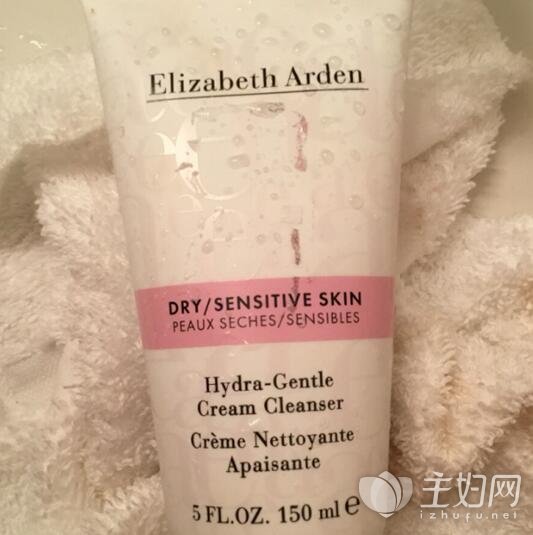 Elizabeth Arden
DRY/SENSITIVE SKIN
PEAUX SECHES/SENSIBLES
Hydra-Gentle
Cream Cleanser
Crème Nettoyante
Apaisante
5 FL.OZ. 150 ml e
主妇网
izhufu.net